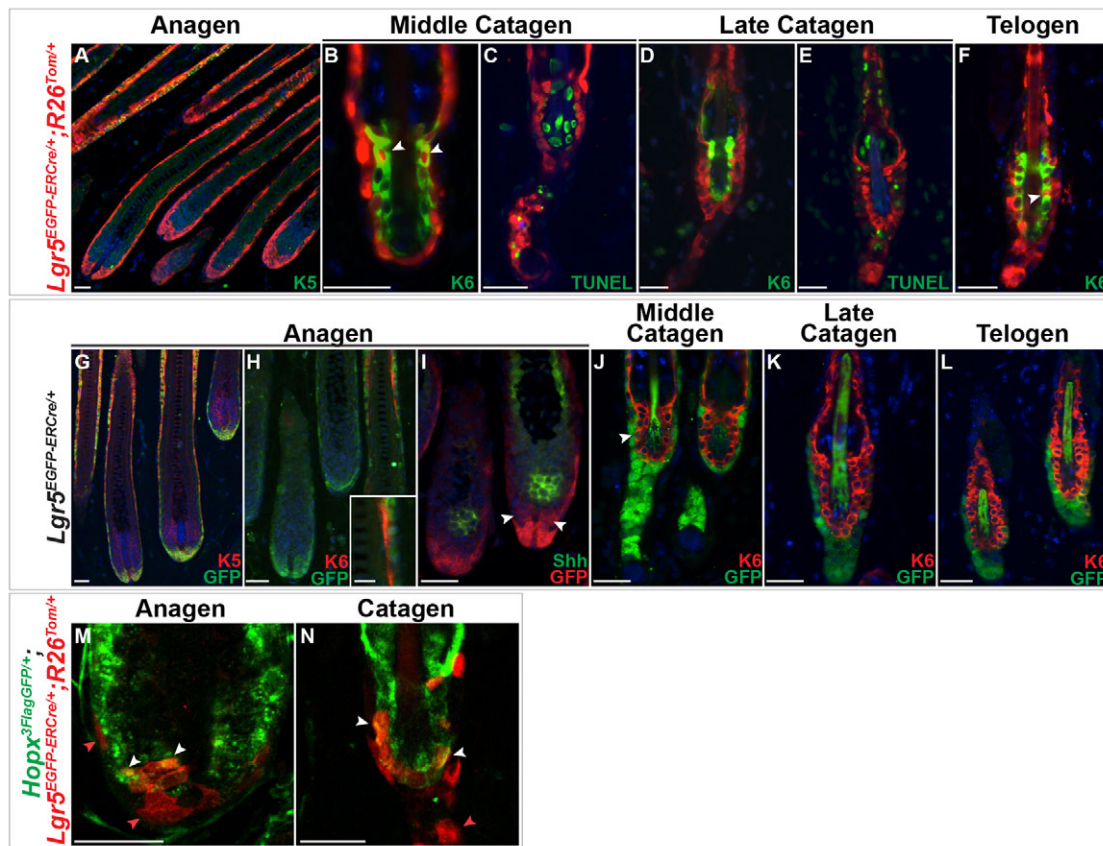 Anagen
Middle Catagen
Late Catagen
Telogen
Lgr5EGFP-ERCre/+;R26Tom/+
A
K5
B
K6
C
TUNEL
D
K6
E
TUNEL
F
K6
Anagen
Middle
Catagen
Late
Catagen
Telogen
Lgr5EGFP-ERCre/+
G
K5
GFP
H
K6
GFP
I
Shh
GFP
J
K6
GFP
K
K6
GFP
L
K6
GFP
Anagen
Catagen
Hopx3FlagGFP/+;
Lgr5EGFP-ERCre/+;R26Tom/+
M
N